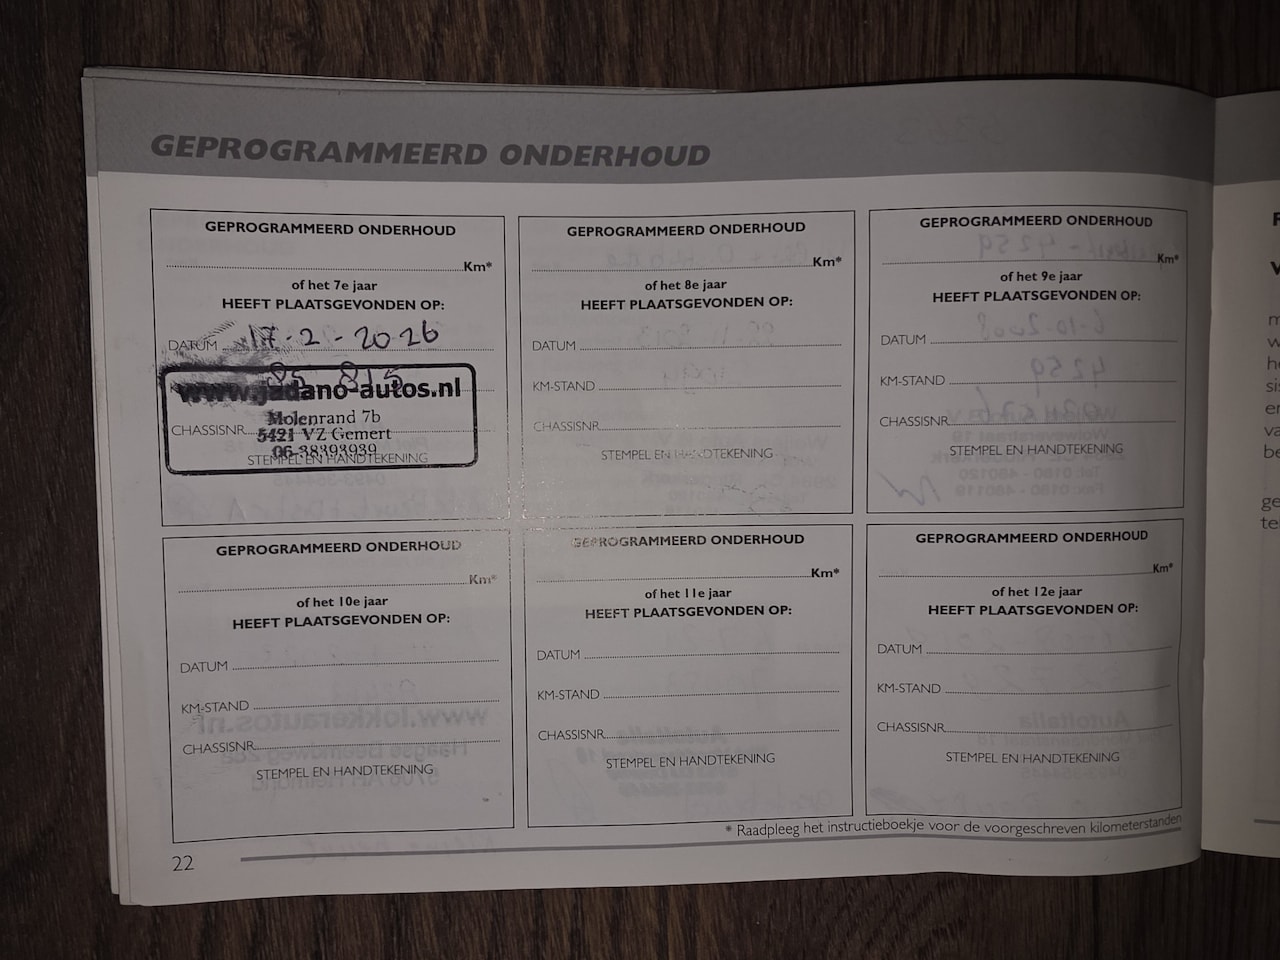 GEPROGRAMMEERD ONDERHOUD
GEPROGRAMMEERD ONDERHOUD
Km*
of het 7e jaar
HEEFT PLAATSGEVONDEN OP:
DATUM 17-2-2026
85 815
www.jadano-autos.nl
Molenrand 7b
CHASSISNR.
5421 VZ Gemert
06-38393939
STEMPEL EN HANDTEKENING
GEPROGRAMMEERD ONDERHOUD
Km*
of het 8e jaar
HEEFT PLAATSGEVONDEN OP:
DATUM
KM-STAND
CHASSISNR.
STEMPEL EN HANDTEKENING
GEPROGRAMMEERD ONDERHOUD
Km*
of het 9e jaar
HEEFT PLAATSGEVONDEN OP:
DATUM
KM-STAND
CHASSISNR.
STEMPEL EN HANDTEKENING
GEPROGRAMMEERD ONDERHOUD
Km*
of het 10e jaar
HEEFT PLAATSGEVONDEN OP:
DATUM
KM-STAND
CHASSISNR.
STEMPEL EN HANDTEKENING
GEPROGRAMMEERD ONDERHOUD
Km*
of het 11e jaar
HEEFT PLAATSGEVONDEN OP:
DATUM
KM-STAND
CHASSISNR.
STEMPEL EN HANDTEKENING
GEPROGRAMMEERD ONDERHOUD
Km*
of het 12e jaar
HEEFT PLAATSGEVONDEN OP:
DATUM
KM-STAND
CHASSISNR.
STEMPEL EN HANDTEKENING
* Raadpleeg het instructieboekje voor de voorgeschreven kilometerstanden
22